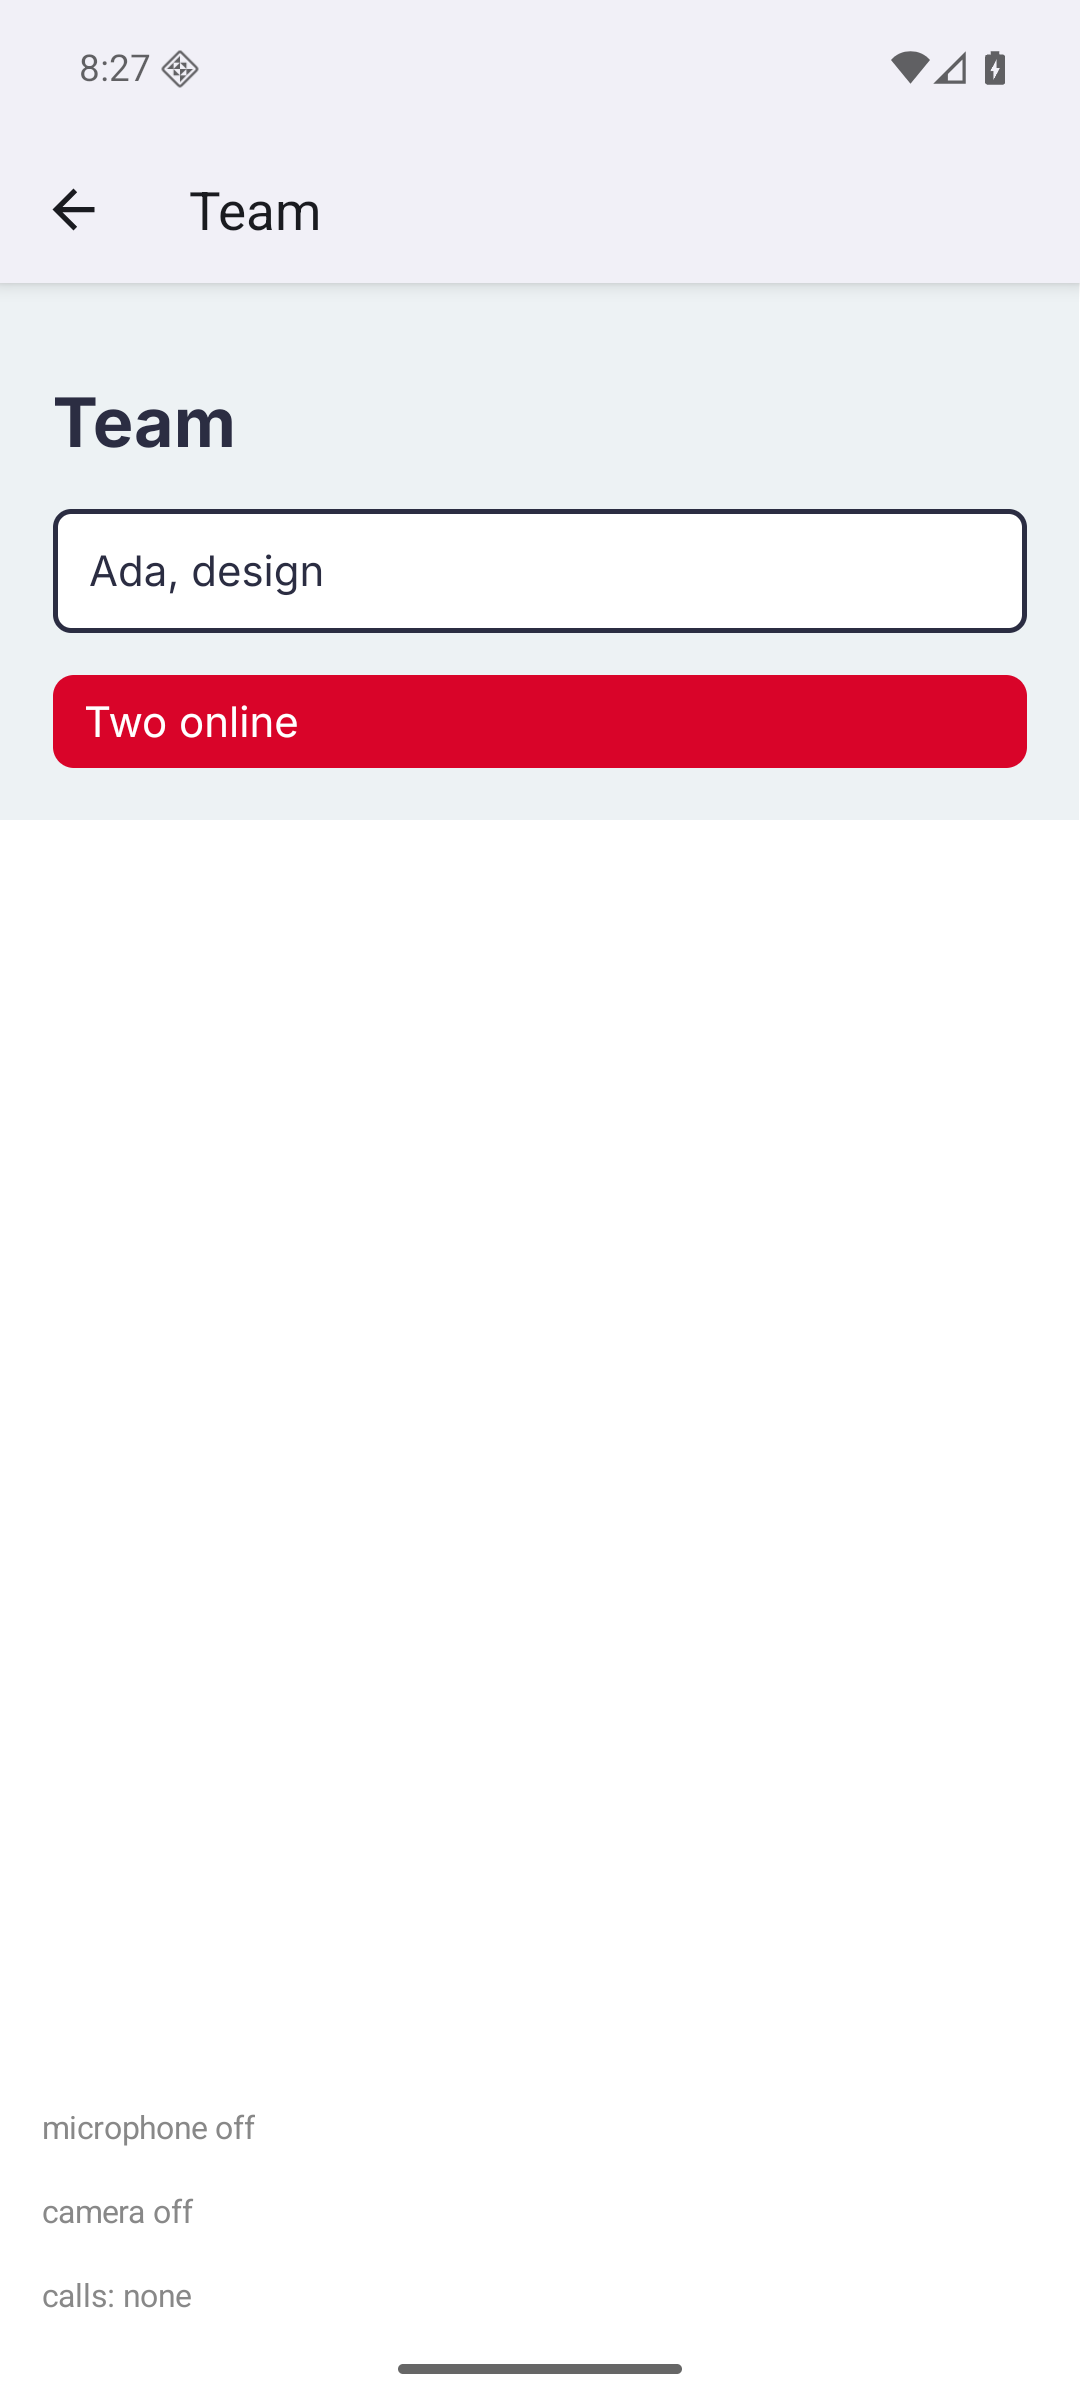 8:27
Team
Team
Ada, design
Two online
microphone off
camera off
calls: none